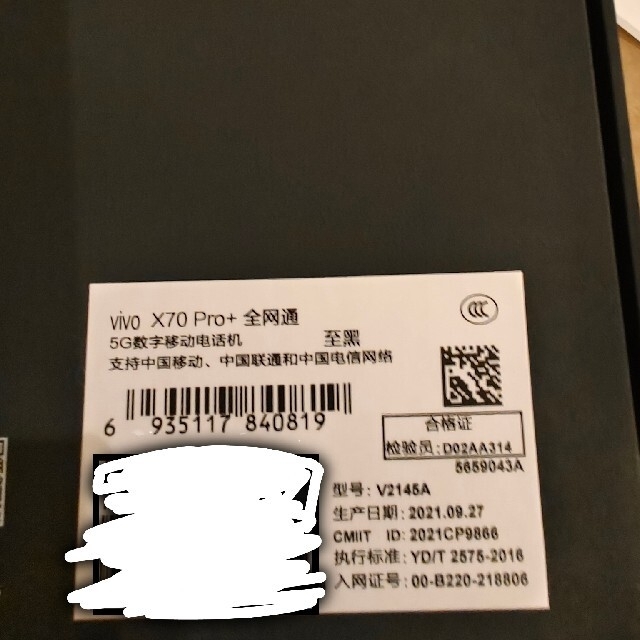 vivo X70 Pro+ 全网通
5G数字移动电话机 至黑
支持中国移动、中国联通和中国电信网络
6 935117 840819
合格证
检验员: D02AA314
5659043A
型号: V2145A
生产日期: 2021.09.27
CMIIT ID: 2021CP9866
执行标准: YD/T 2575-2016
入网证号: 00-B220-218806